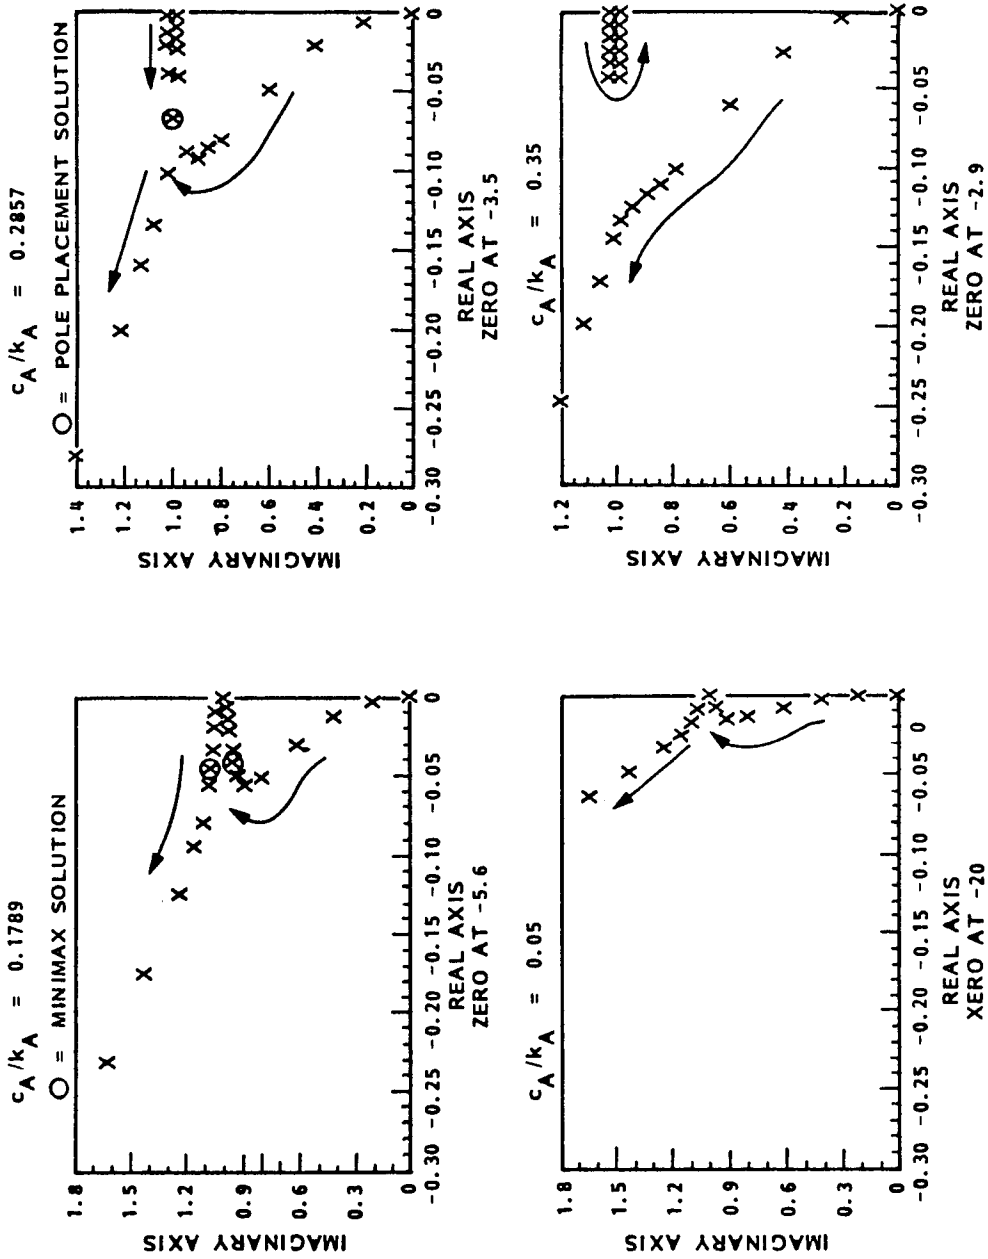 c_A/k_A = 0.1789
O = MINIMAX SOLUTION
IMAGINARY AXIS
1.8
1.5
1.2
0.9
0.6
0.3
0
-0.30 -0.25 -0.20 -0.15 -0.10 -0.05 0
REAL AXIS
ZERO AT -5.6
c_A/k_A = 0.2857
O = POLE PLACEMENT SOLUTION
IMAGINARY AXIS
1.4
1.2
1.0
0.8
0.6
0.4
0.2
0
-0.30 -0.25 -0.20 -0.15 -0.10 -0.05 0
REAL AXIS
ZERO AT -3.5
c_A/k_A = 0.05
IMAGINARY AXIS
1.8
1.5
1.2
0.9
0.6
0.3
0
-0.30 -0.25 -0.20 -0.15 -0.10 -0.05 0
REAL AXIS
XERO AT -20
c_A/k_A = 0.35
IMAGINARY AXIS
1.2
1.0
0.8
0.6
0.4
0.2
0
-0.30 -0.25 -0.20 -0.15 -0.10 -0.05 0
REAL AXIS
ZERO AT -2.9